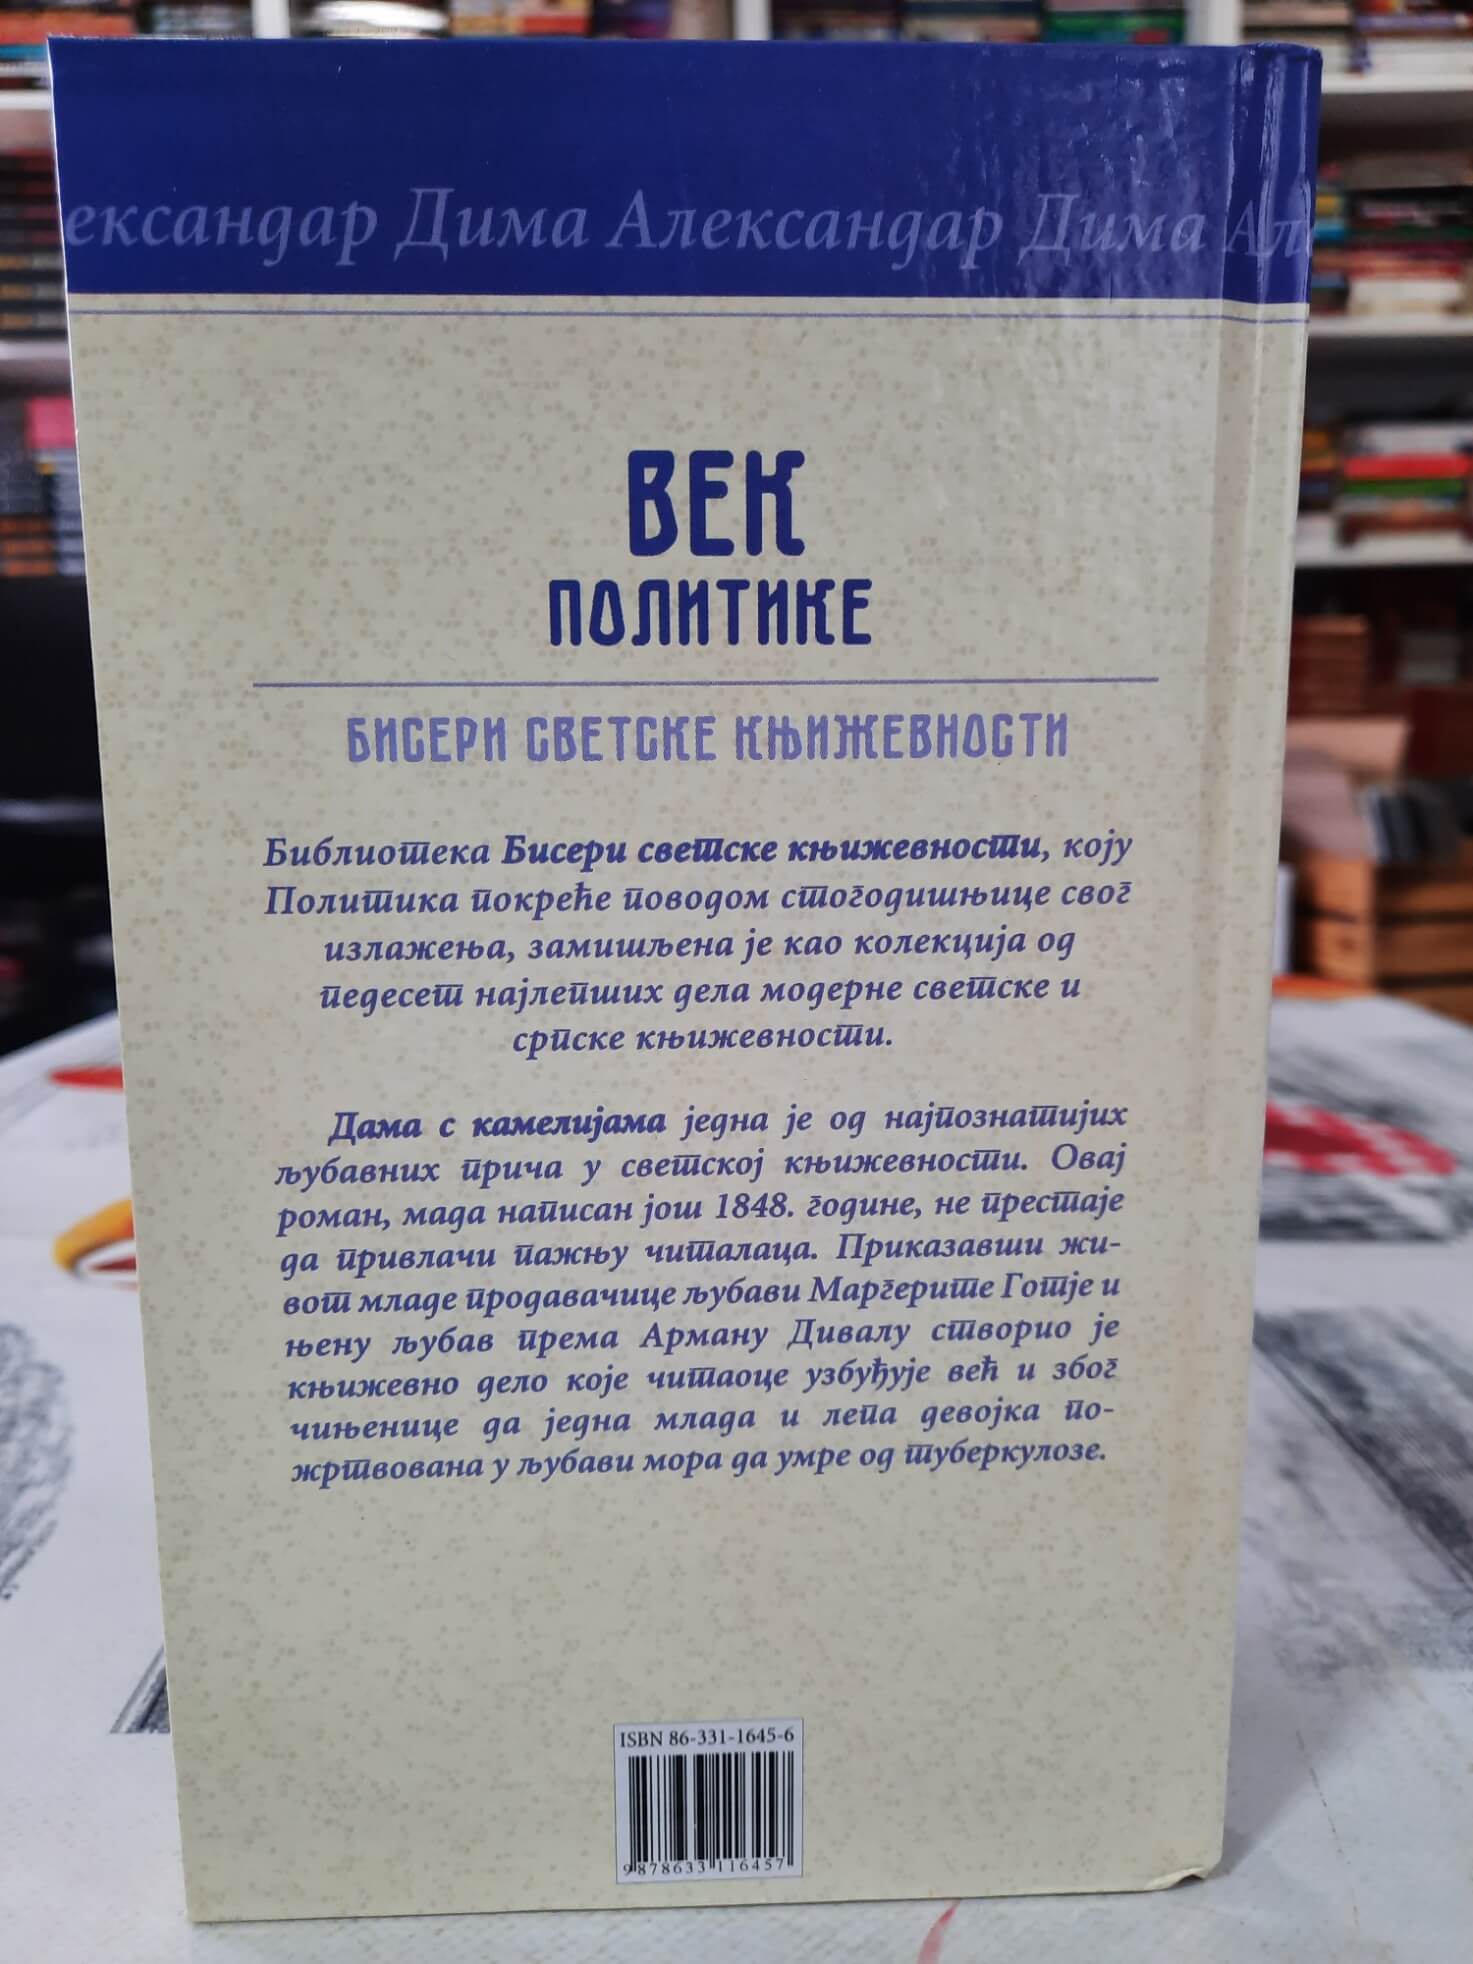 ександар Дима Александар Дима Ал
ВЕК
ПОЛИТИКЕ
БИСЕРИ СВЕТСКЕ КЊИЖЕВНОСТИ
Библиотека Бисери светске књижевности, коју
Политика покреће поводом стогодишњице свог
излажења, замишљена је као колекција од
педесет најлепших дела модерне светске и
српске књижевности.
Дама с камелијама једна је од најпознатијих
љубавних прича у светској књижевности. Овај
роман, мада написан још 1848. године, не престаје
да привлачи пажњу читалаца. Приказавши жи-
вот младе продавачице љубави Маргерите Готје и
њену љубав према Арману Дивалу створио је
књижевно дело које читаоце узбуђује већ и због
чињенице да једна млада и лепа девојка по-
жртвована у љубави мора да умре од туберкулозе.
ISBN 86-331-1645-6
9 878633 116457